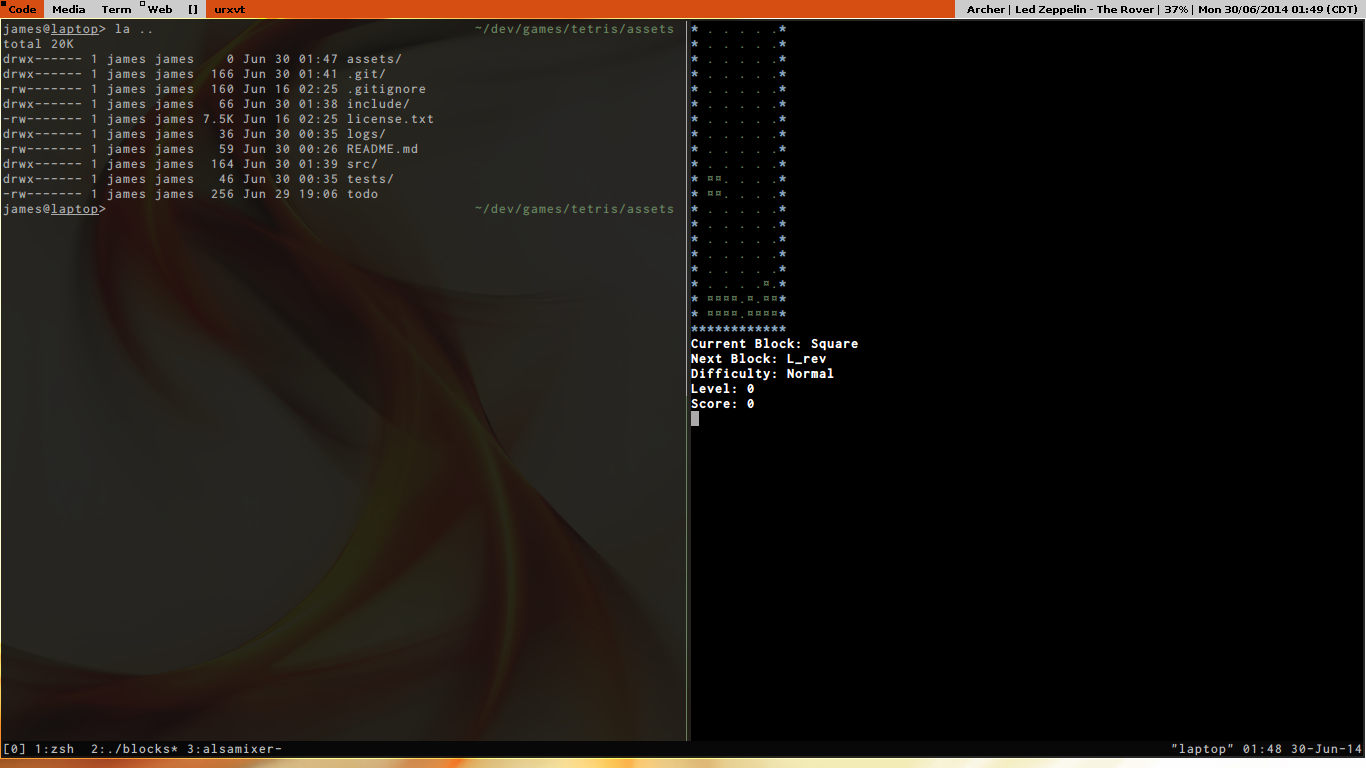 Code Media Term Web [] urxvt Archer | Led Zeppelin - The Rover | 37% | Mon 30/06/2014 01:49 (CDT)
james@laptop> la .. ~/dev/games/tetris/assets
total 20K
drwx------ 1 james james 0 Jun 30 01:47 assets/
drwx------ 1 james james 166 Jun 30 01:41 .git/
-rw------- 1 james james 160 Jun 16 02:25 .gitignore
drwx------ 1 james james 66 Jun 30 01:38 include/
-rw------- 1 james james 7.5K Jun 16 02:25 license.txt
drwx------ 1 james james 36 Jun 30 00:35 logs/
-rw------- 1 james james 59 Jun 30 00:26 README.md
drwx------ 1 james james 164 Jun 30 01:39 src/
drwx------ 1 james james 46 Jun 30 00:35 tests/
-rw------- 1 james james 256 Jun 29 19:06 todo
james@laptop> ~/dev/games/tetris/assets
* . . . . .*
* . . . . .*
* . . . . .*
* . . . . .*
* . . . . .*
* . . . . .*
* . . . . .*
* . . . . .*
* . . . . .*
* . . . . .*
* ¤¤. . . .*
* ¤¤. . . .*
* . . . . .*
* . . . . .*
* . . . . .*
* . . . . .*
* . . . . .*
* . . . .¤.*
* ¤¤¤¤.¤.¤¤*
* ¤¤¤¤.¤¤¤¤*
************
Current Block: Square
Next Block: L_rev
Difficulty: Normal
Level: 0
Score: 0
[0] 1:zsh 2:./blocks* 3:alsamixer- "laptop" 01:48 30-Jun-14